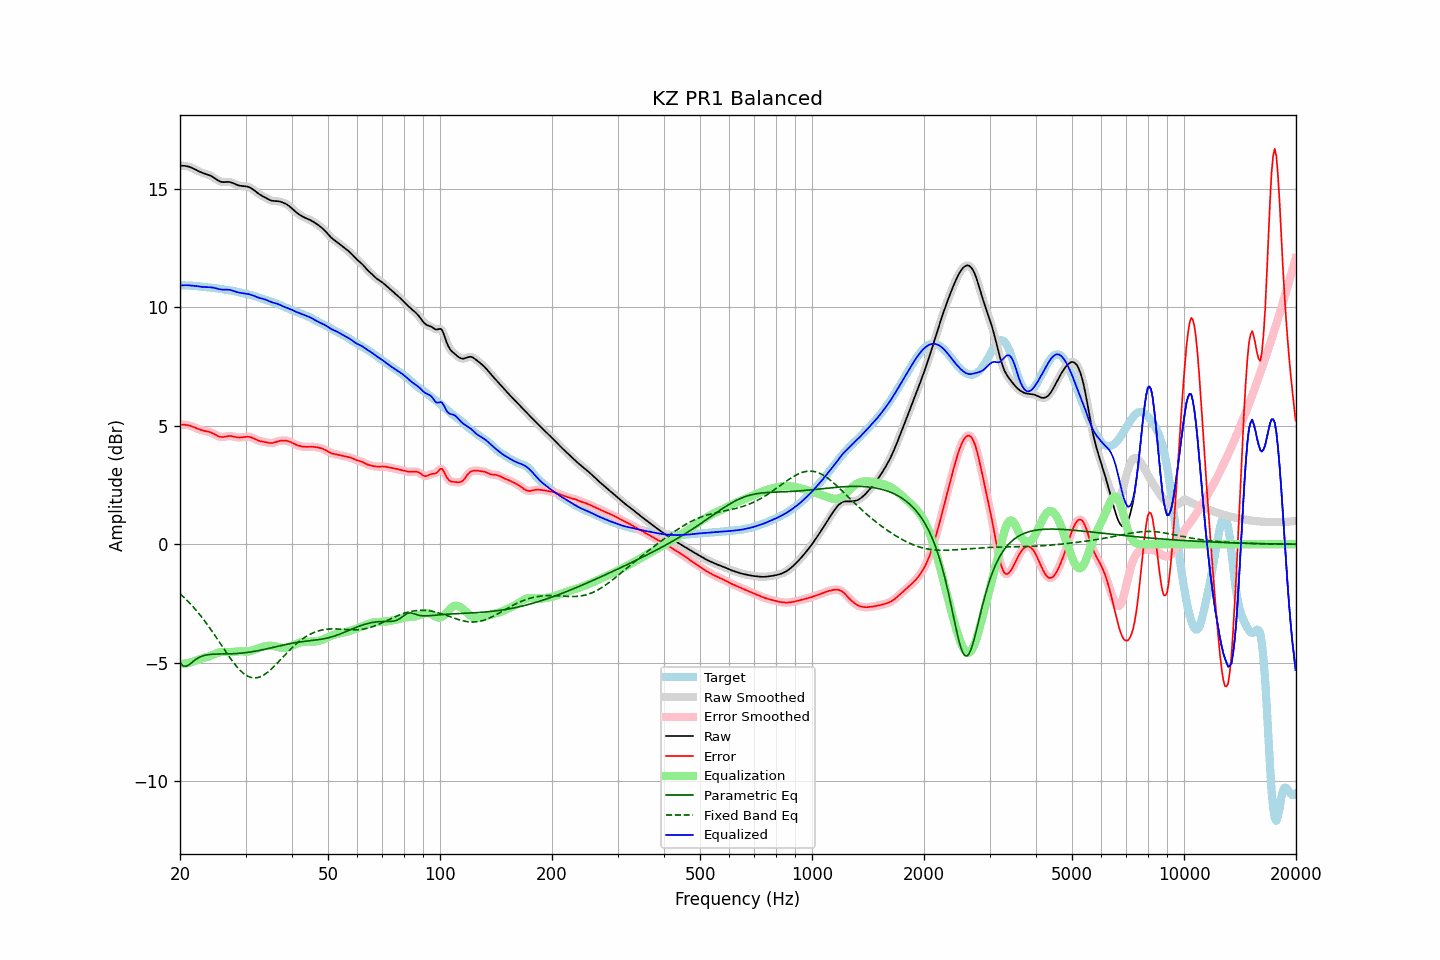 KZ PR1 Balanced
Amplitude (dBr)
15
10
5
0
−5
−10
Target
Raw Smoothed
Error Smoothed
Raw
Error
Equalization
Parametric Eq
Fixed Band Eq
Equalized
20 50 100 200 500 1000 2000 5000 10000 20000
Frequency (Hz)